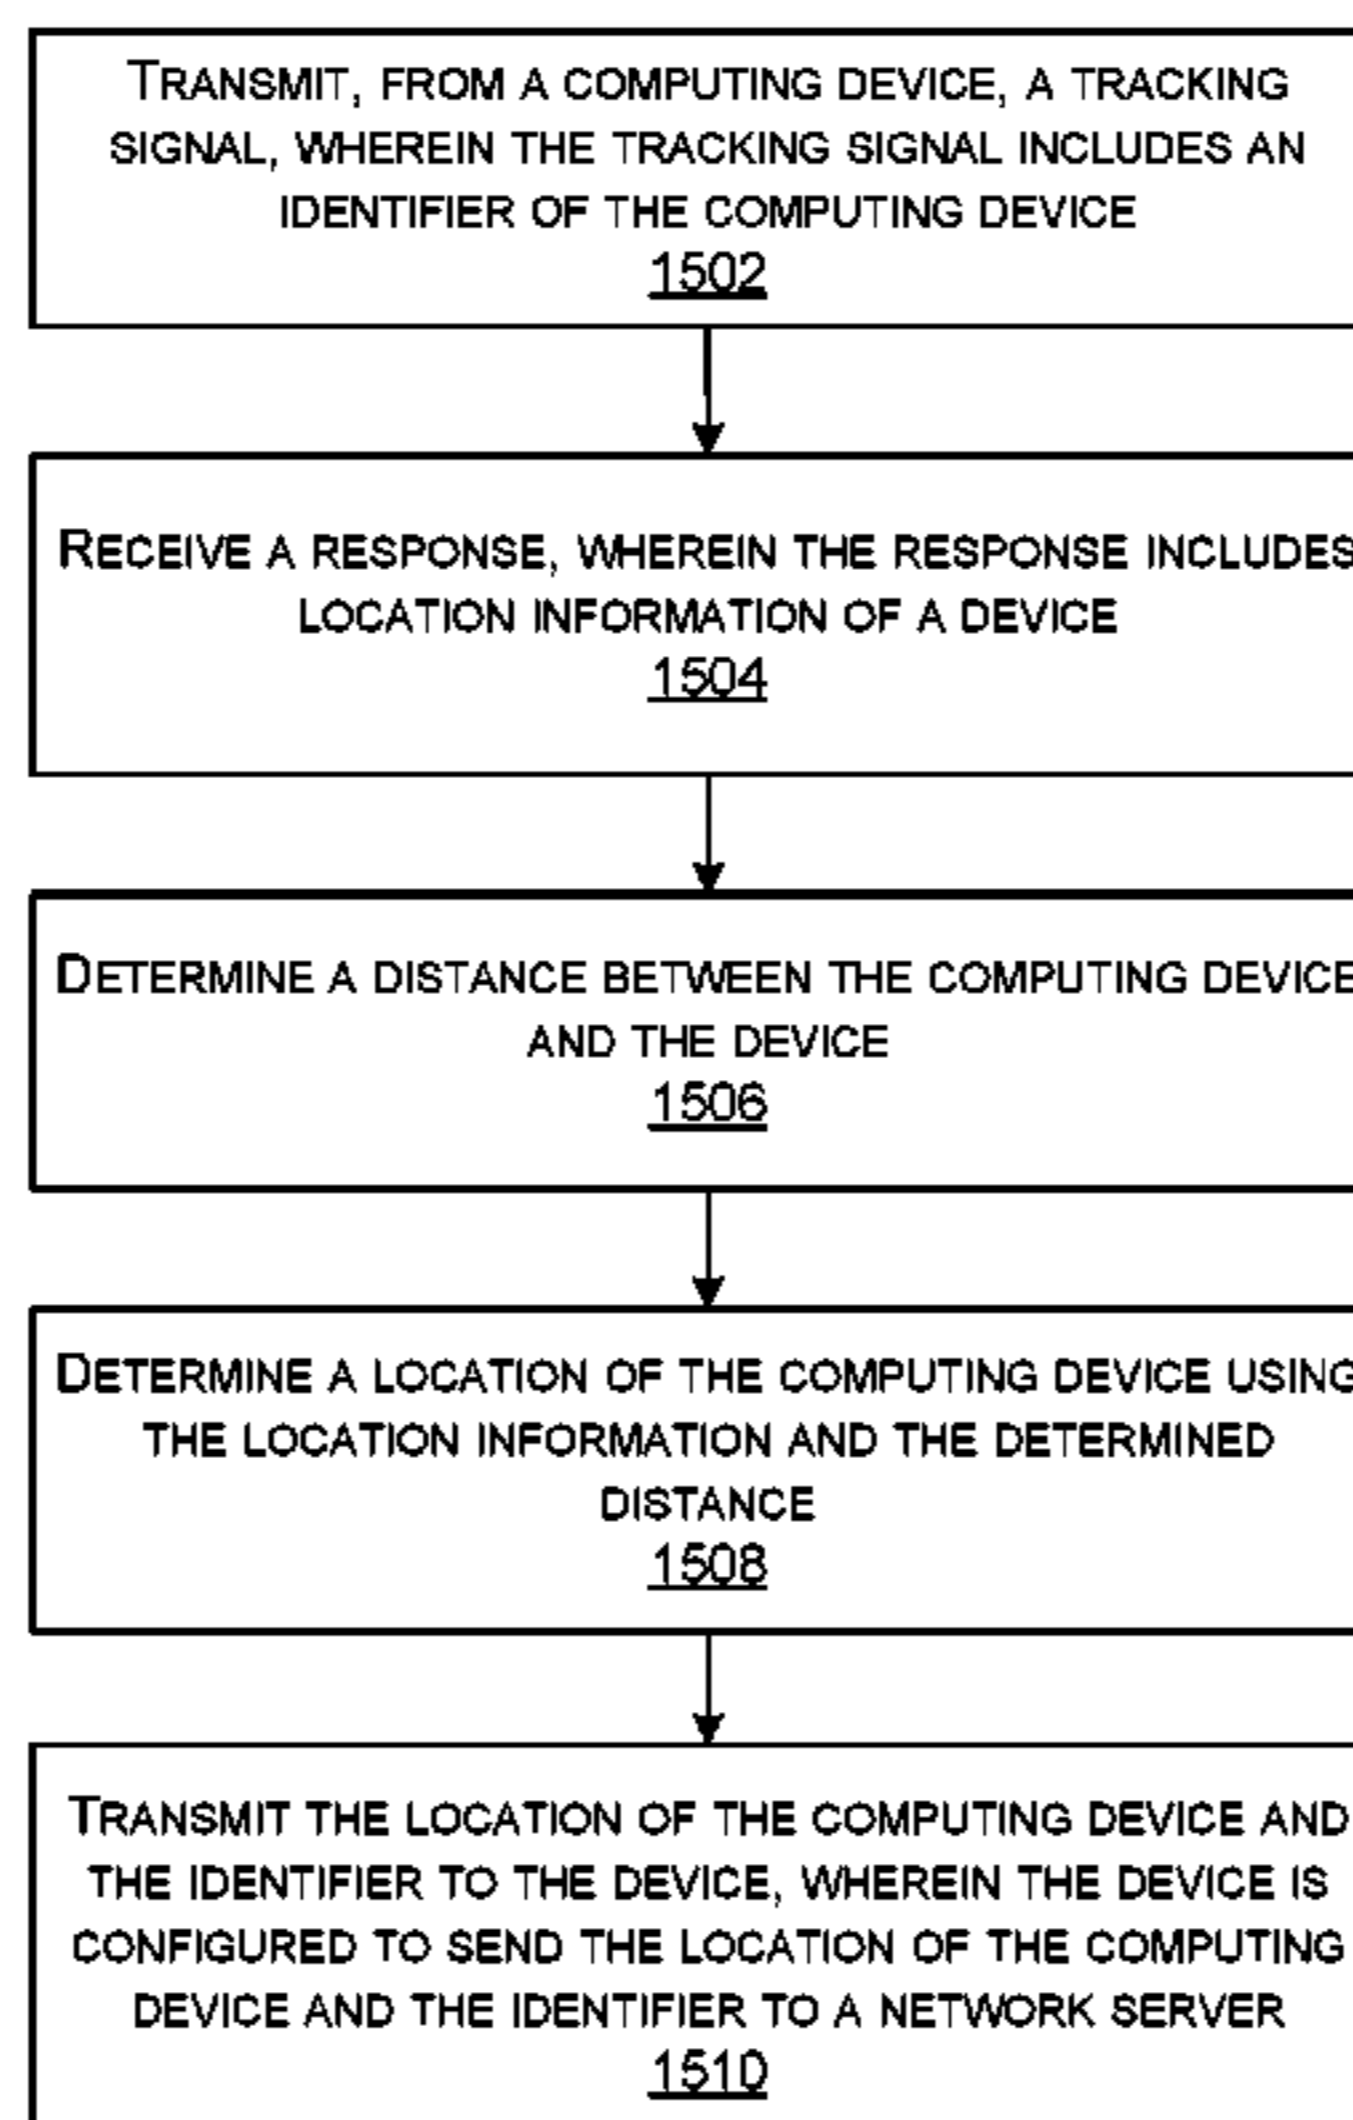 TRANSMIT, FROM A COMPUTING DEVICE, A TRACKING
SIGNAL, WHEREIN THE TRACKING SIGNAL INCLUDES AN
IDENTIFIER OF THE COMPUTING DEVICE
1502
RECEIVE A RESPONSE, WHEREIN THE RESPONSE INCLUDES
LOCATION INFORMATION OF A DEVICE
1504
DETERMINE A DISTANCE BETWEEN THE COMPUTING DEVICE
AND THE DEVICE
1506
DETERMINE A LOCATION OF THE COMPUTING DEVICE USING
THE LOCATION INFORMATION AND THE DETERMINED
DISTANCE
1508
TRANSMIT THE LOCATION OF THE COMPUTING DEVICE AND
THE IDENTIFIER TO THE DEVICE, WHEREIN THE DEVICE IS
CONFIGURED TO SEND THE LOCATION OF THE COMPUTING
DEVICE AND THE IDENTIFIER TO A NETWORK SERVER
1510